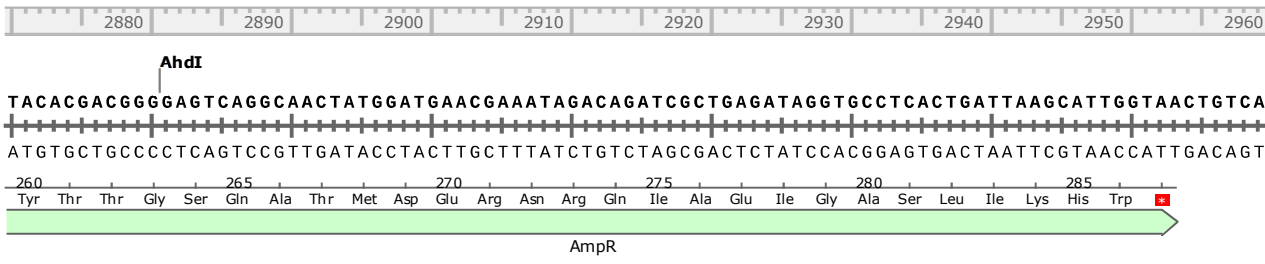 2880 2890 2900 2910 2920 2930 2940 2950 2960
AhdI
TACACGACGGGGAGTCAGGCAACTATGGATGAACGAAATAGACAGATCGCTGAGATAGGTGCCTCACTGATTAAGCATTGGTAACTGTCA
ATGTGCTGCCCCTCAGTCCGTTGATACCTACTTGCTTTATCTGTCTAGCGACTCTATCCACGGAGTGACTAATTCGTAACCATTGACAGT
260 265 270 275 280 285
Tyr Thr Thr Gly Ser Gln Ala Thr Met Asp Glu Arg Asn Arg Gln Ile Ala Glu Ile Gly Ala Ser Leu Ile Lys His Trp *
AmpR